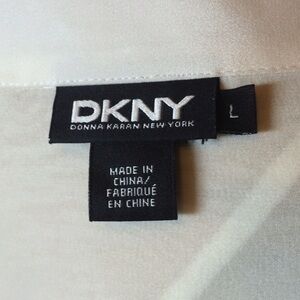 DKNY
DONNA KARAN NEW YORK
L
MADE IN
CHINA/
FABRIQUÉ
EN CHINE